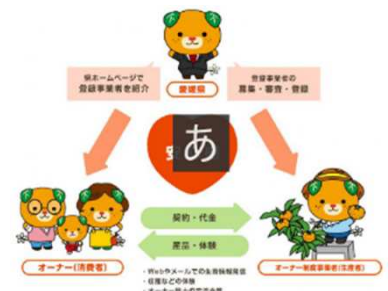 県ホームページで
登録事業者を紹介
愛媛県
登録事業者の
募集・審査・登録
あ
契約・代金
産品・体験
オーナー(消費者)
オーナー制度事業者(生産者)
・Webやメールでの生育情報発信
・収穫などの体験